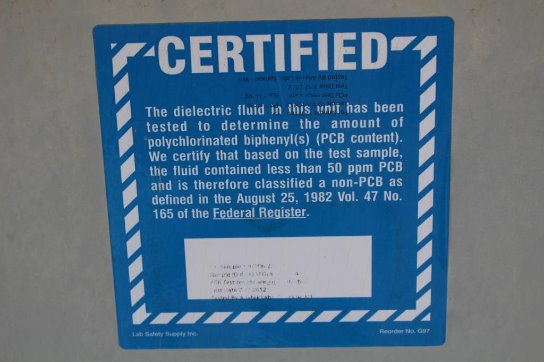 CERTIFIED
The dielectric fluid in this unit has been
tested to determine the amount of
polychlorinated biphenyl(s) (PCB content).
We certify that based on the test sample,
the fluid contained less than 50 ppm PCB
and is therefore classified a non-PCB as
defined in the August 25, 1982 Vol. 47 No.
165 of the Federal Register.
Lab Safety Supply Inc.
Reorder No. G97